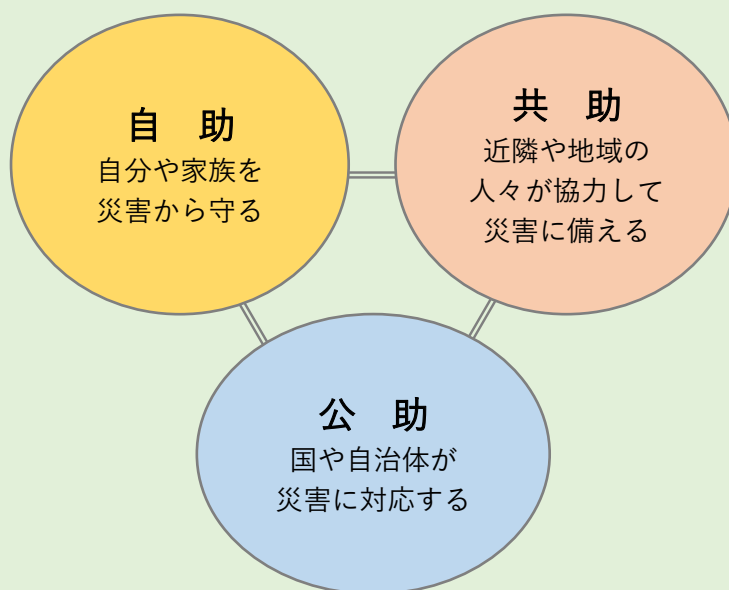 自　助
自分や家族を
災害から守る
共　助
近隣や地域の
人々が協力して
災害に備える
公　助
国や自治体が
災害に対応する